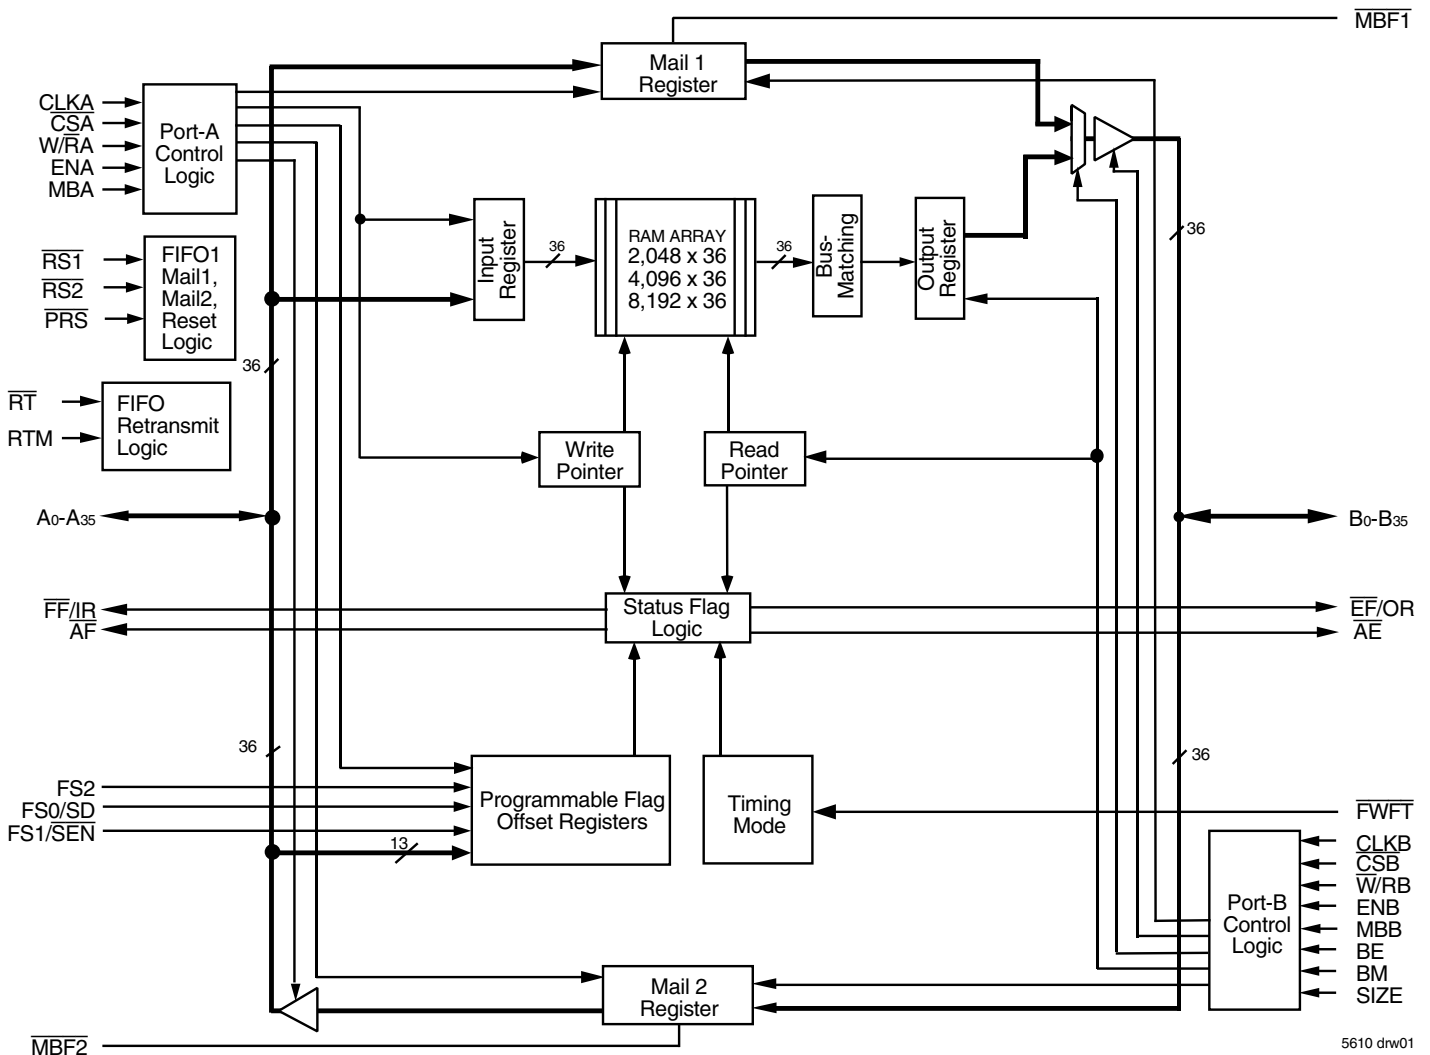 MBF1
Mail 1
Register
CLKA
CSA
W/RA
ENA
MBA
Port-A
Control
Logic
36
RS1
RS2
PRS
FIFO1
Mail1,
Mail2,
Reset
Logic
Input
Register
36
RAM ARRAY
2,048 x 36
4,096 x 36
8,192 x 36
36
Bus-
Matching
Output
Register
36
RT
RTM
FIFO
Retransmit
Logic
Write
Pointer
Read
Pointer
A0-A35
B0-B35
FF/IR
AF
Status Flag
Logic
EF/OR
AE
36
36
FS2
FS0/SD
FS1/SEN
13
Programmable Flag
Offset Registers
Timing
Mode
FWFT
Port-B
Control
Logic
CLKB
CSB
W/RB
ENB
MBB
BE
BM
SIZE
Mail 2
Register
MBF2
5610 drw01